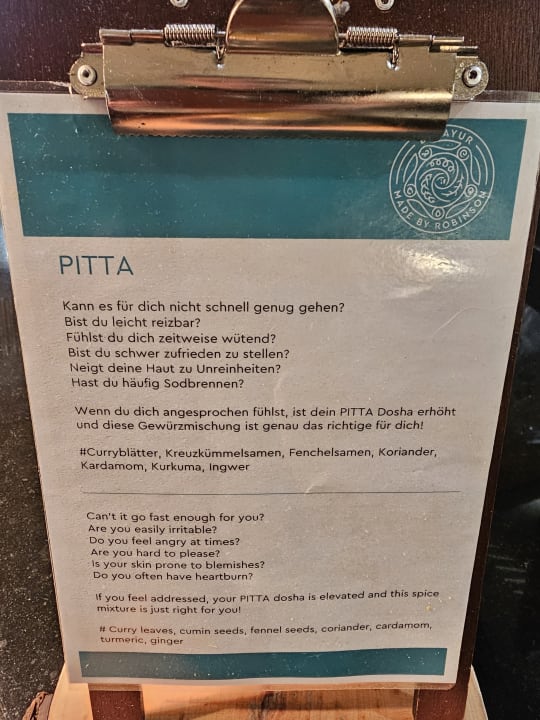 AYUR
MADE BY ROBINSON
PITTA
Kann es für dich nicht schnell genug gehen?
Bist du leicht reizbar?
Fühlst du dich zeitweise wütend?
Bist du schwer zufrieden zu stellen?
Neigt deine Haut zu Unreinheiten?
Hast du häufig Sodbrennen?
Wenn du dich angesprochen fühlst, ist dein PITTA Dosha erhöht
und diese Gewürzmischung ist genau das richtige für dich!
#Curryblätter, Kreuzkümmelsamen, Fenchelsamen, Koriander,
Kardamom, Kurkuma, Ingwer
Can't it go fast enough for you?
Are you easily irritable?
Do you feel angry at times?
Are you hard to please?
Is your skin prone to blemishes?
Do you often have heartburn?
If you feel addressed, your PITTA dosha is elevated and this spice
mixture is just right for you!
# Curry leaves, cumin seeds, fennel seeds, coriander, cardamom,
turmeric, ginger